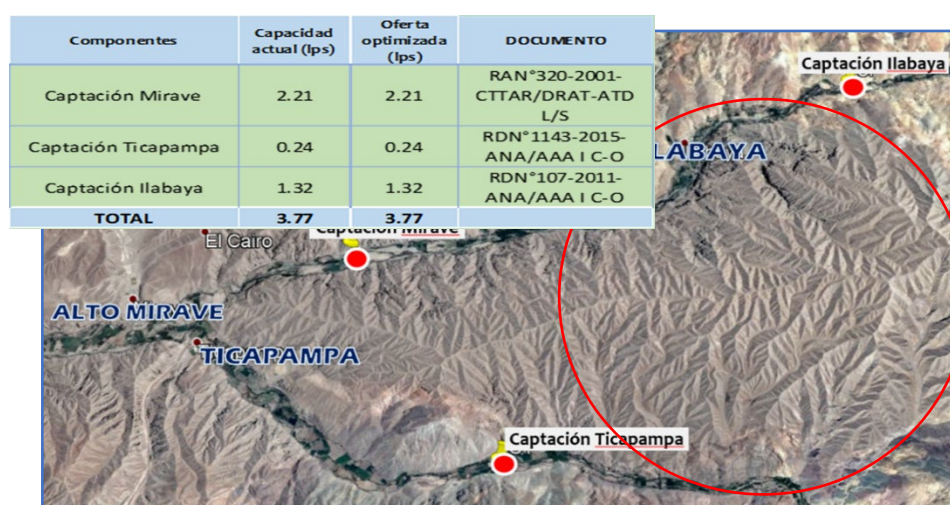 Componentes
Capacidad
actual (lps)
Oferta
optimizada
(lps)
DOCUMENTO
Captación Mirave
2.21
2.21
RAN°320-2001-
CTTAR/DRAT-ATD
L/S
Captación Ticapampa
0.24
0.24
RDN°1143-2015-
ANA/AAA I C-O
Captación Ilabaya
1.32
1.32
RDN°107-2011-
ANA/AAA I C-O
TOTAL
3.77
3.77
Captación Ilabaya
LABAYA
Captación Mirave
El Cairo
ALTO MIRAVE
TICAPAMPA
Captación Ticapampa